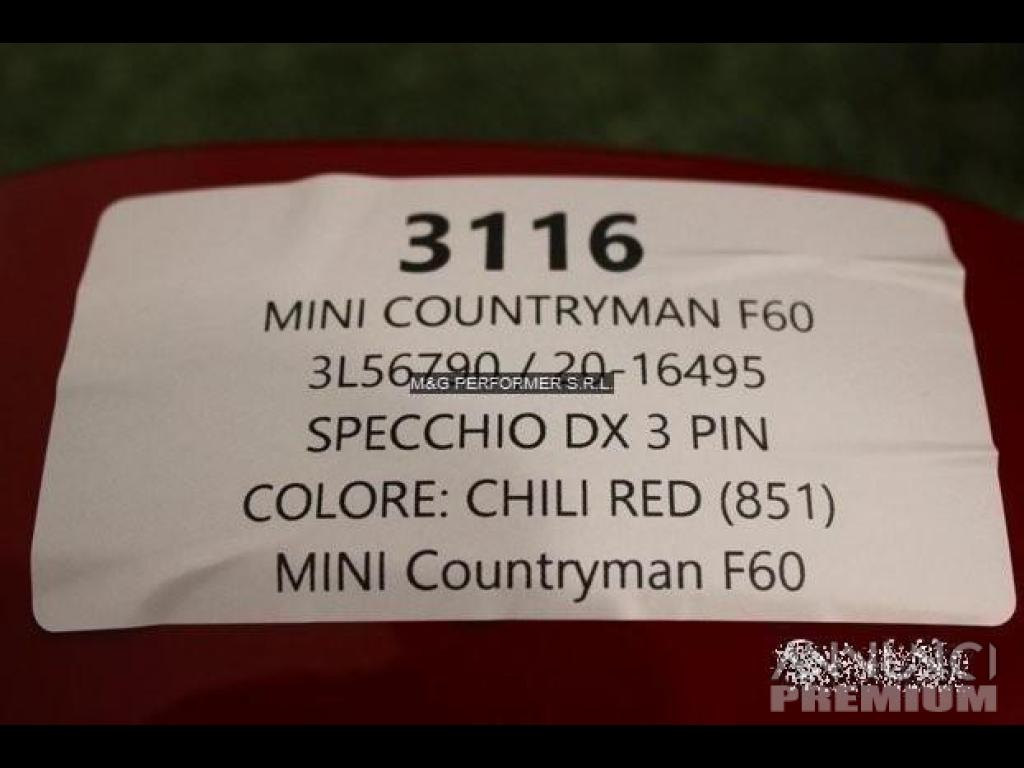 3116
MINI COUNTRYMAN F60
3L56790 / 20-16495
M&G PERFORMER S.R.L.
SPECCHIO DX 3 PIN
COLORE: CHILI RED (851)
MINI Countryman F60
ANNUNCI
PREMIUM